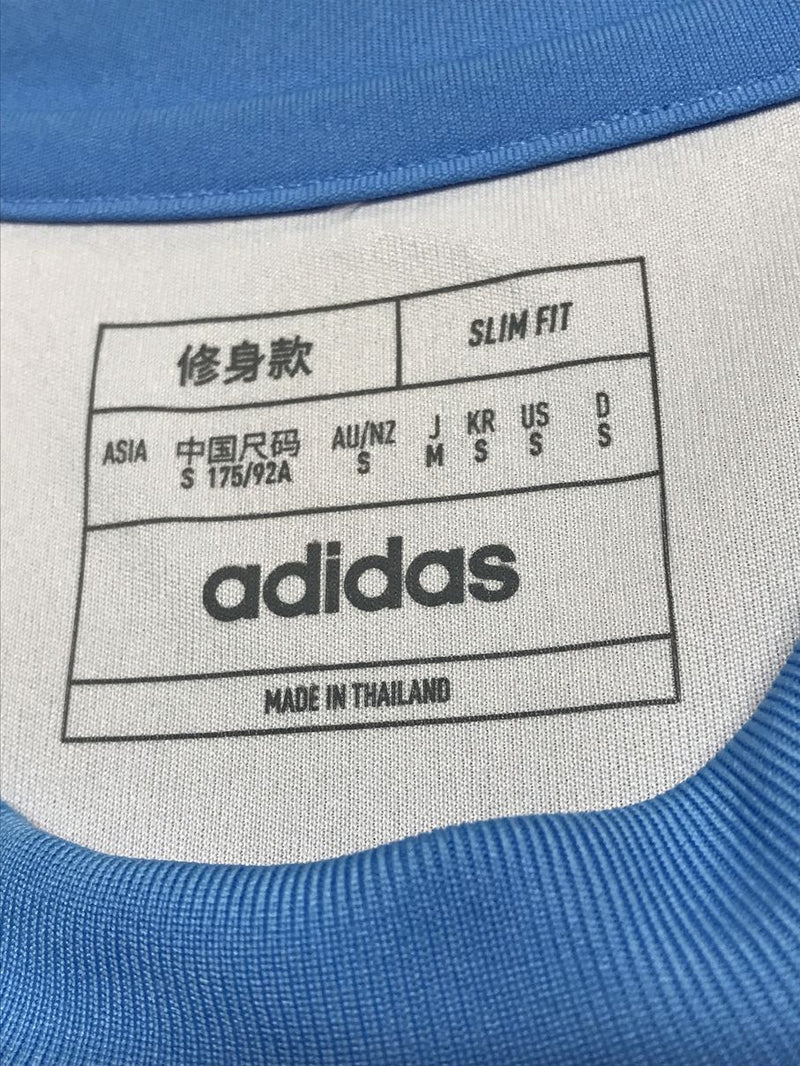 修身款 SLIM FIT
ASIA 中国尺码 AU/NZ J KR US D
S 175/92A S M S S S
adidas
MADE IN THAILAND